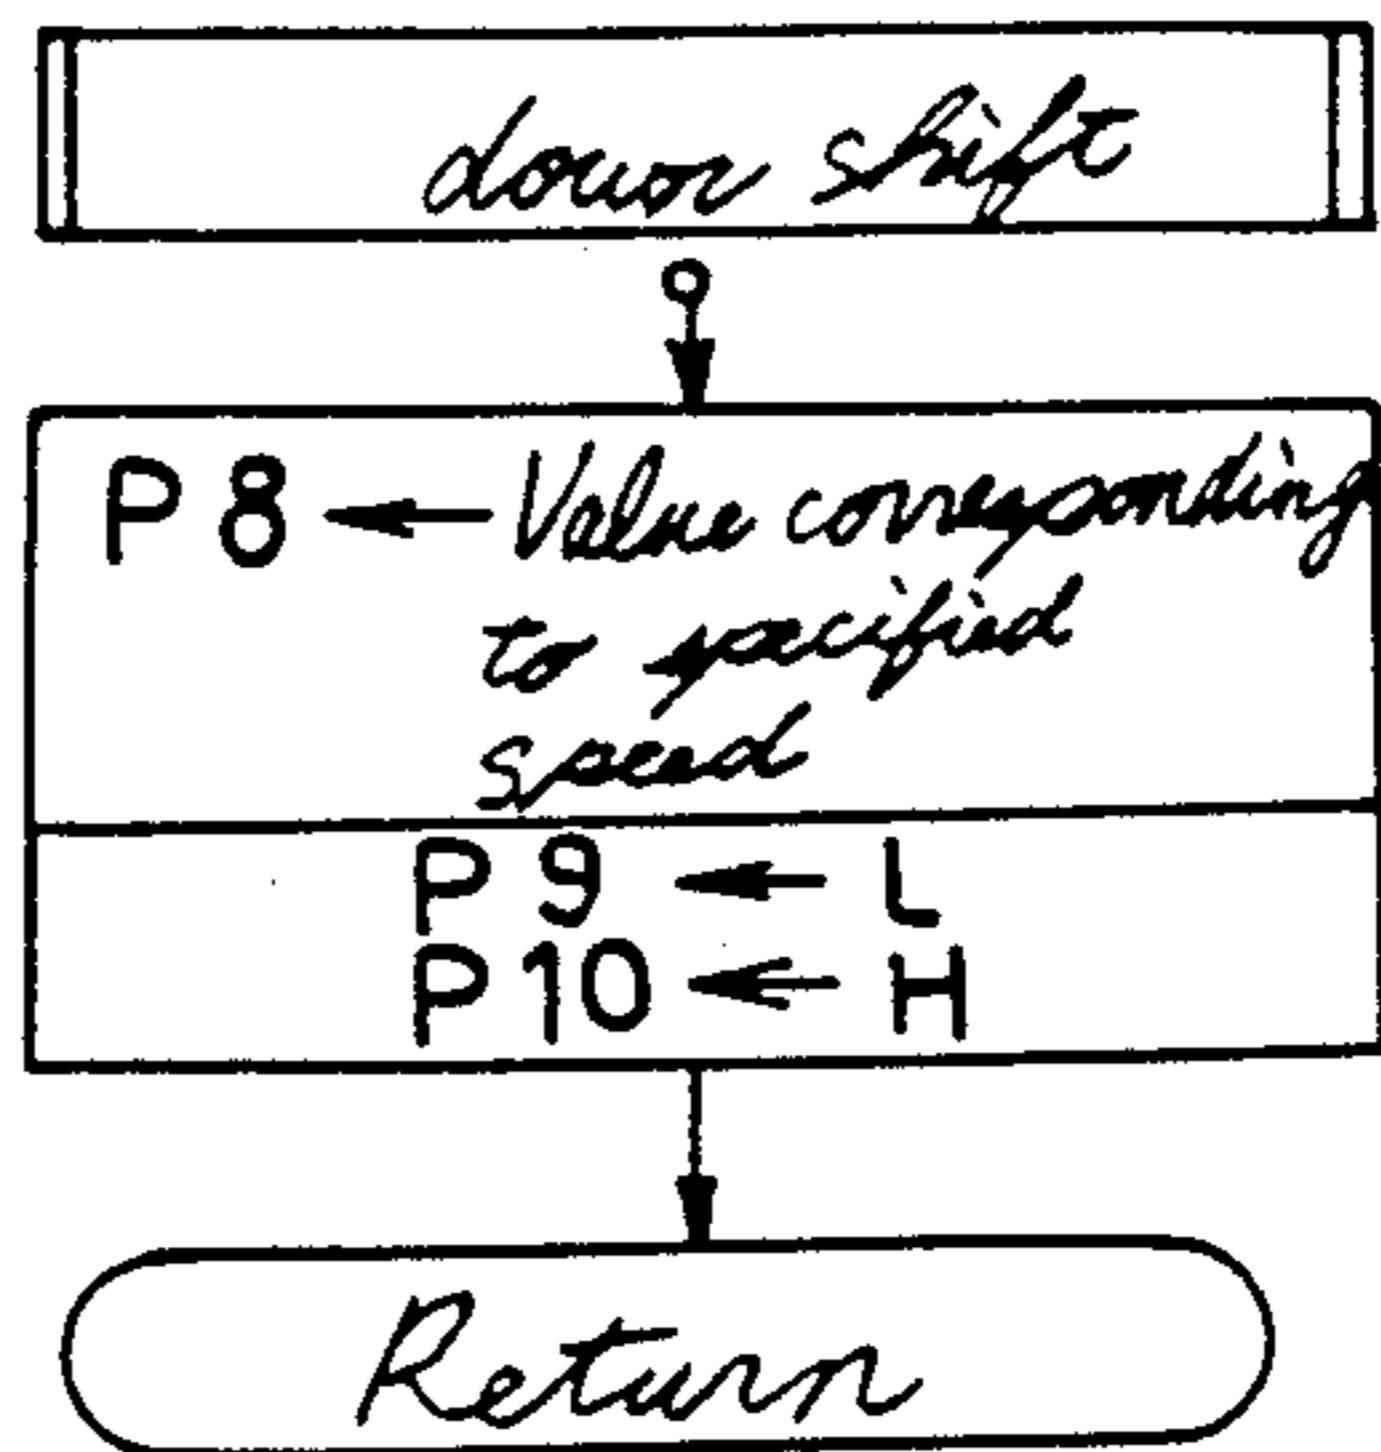 down shift
P8 ← Value corresponding
to specified
speed
P9 ← L
P10 ← H
Return